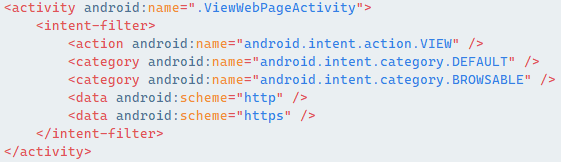 <activity android:name=".ViewWebPageActivity">
    <intent-filter>
        <action android:name="android.intent.action.VIEW" />
        <category android:name="android.intent.category.DEFAULT" />
        <category android:name="android.intent.category.BROWSABLE" />
        <data android:scheme="http" />
        <data android:scheme="https" />
    </intent-filter>
</activity>